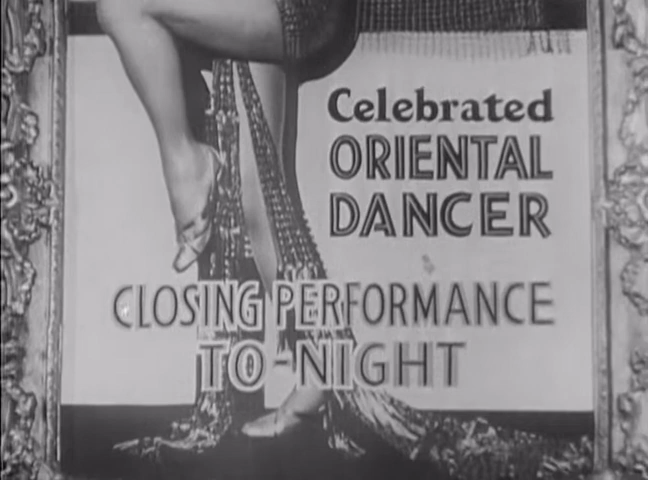 Celebrated
ORIENTAL
DANCER
CLOSING PERFORMANCE
TO-NIGHT